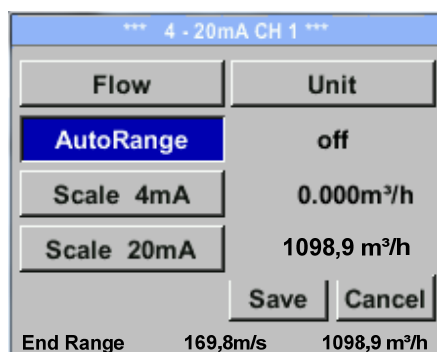 *** 4 - 20mA CH 1 ***
Flow Unit
AutoRange off
Scale 4mA 0.000m³/h
Scale 20mA 1098,9 m³/h
Save Cancel
End Range 169,8m/s 1098,9 m³/h